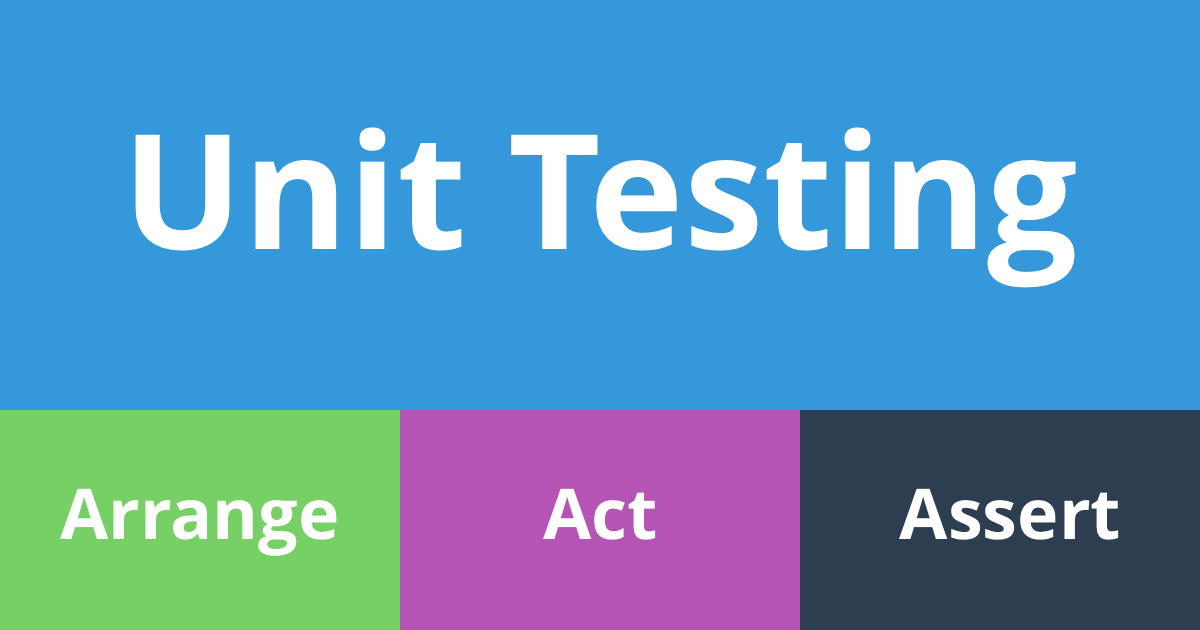 Unit Testing
Arrange
Act
Assert